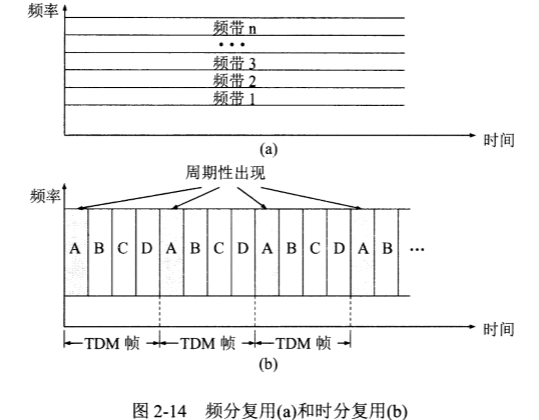 频率
频带 n
···
频带 3
频带 2
频带 1
时间
(a)
周期性出现
频率
A B C D A B C D A B C D A B ···
时间
TDM 帧 TDM 帧 TDM 帧
(b)
图 2-14 频分复用(a)和时分复用(b)